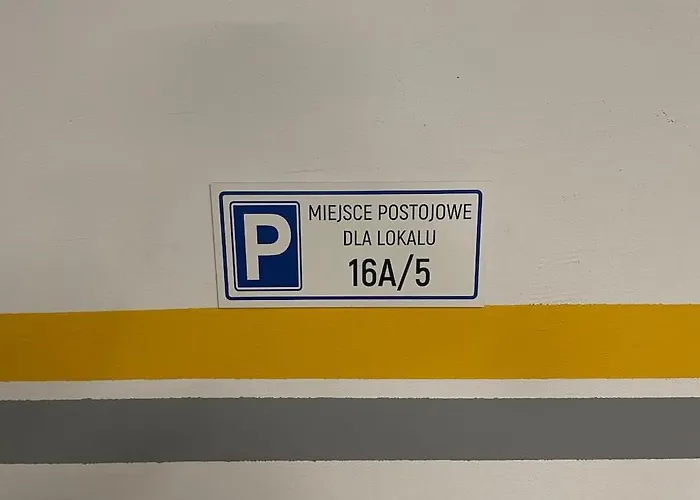 P
MIEJSCE POSTOJOWE
DLA LOKALU
16A/5